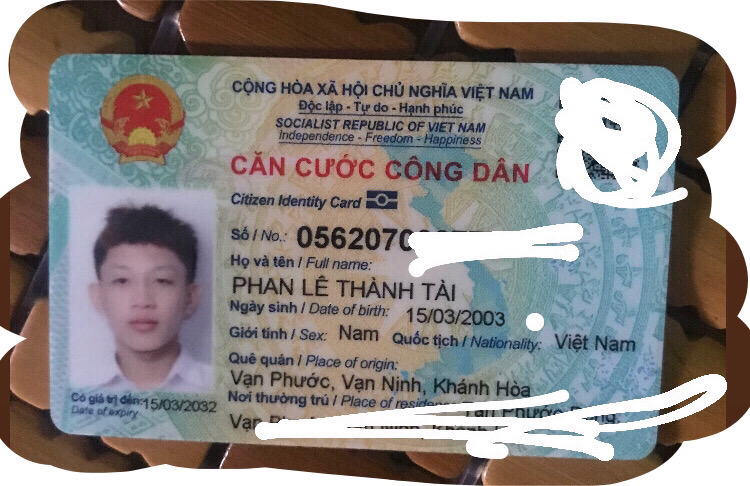 CỘNG HÒA XÃ HỘI CHỦ NGHĨA VIỆT NAM
Độc lập - Tự do - Hạnh phúc
SOCIALIST REPUBLIC OF VIET NAM
Independence - Freedom - Happiness
CĂN CƯỚC CÔNG DÂN
Citizen Identity Card
Số / No.: 0562070
Họ và tên / Full name:
PHAN LÊ THÀNH TÀI
Ngày sinh / Date of birth: 15/03/2003
Giới tính / Sex: Nam Quốc tịch / Nationality: Việt Nam
Quê quán / Place of origin:
Vạn Phước, Vạn Ninh, Khánh Hòa
Nơi thường trú / Place of residence
Có giá trị đến: 15/03/2032
Date of expiry